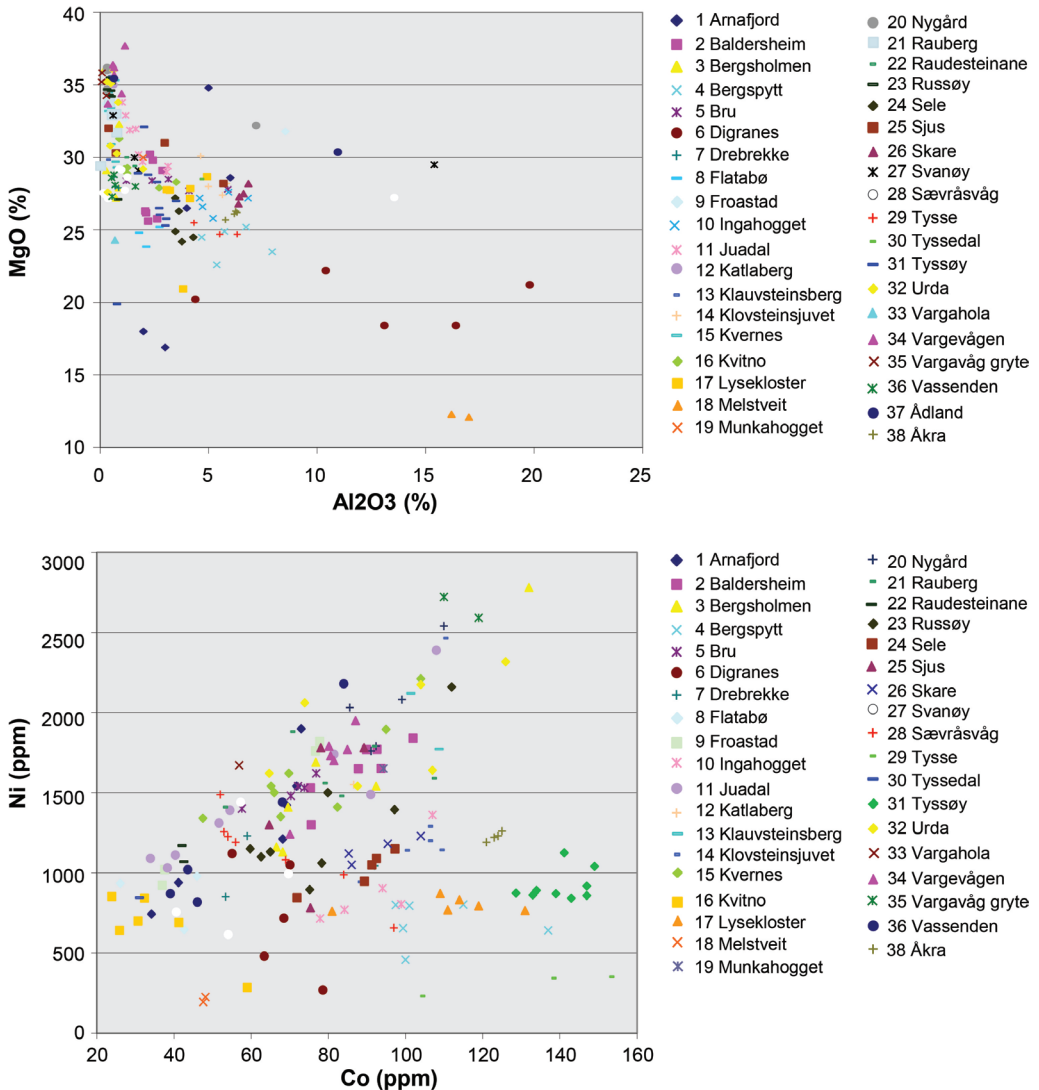 40
35
30
25
20
15
10
MgO (%)
0
5
10
15
20
25
Al2O3 (%)
1 Arnafjord
2 Baldersheim
3 Bergsholmen
4 Bergspytt
5 Bru
6 Digranes
7 Drebrekke
8 Flatabø
9 Froastad
10 Ingahogget
11 Juadal
12 Katlaberg
13 Klauvsteinsberg
14 Klovsteinsjuvet
15 Kvernes
16 Kvitno
17 Lysekloster
18 Melstveit
19 Munkahogget
20 Nygård
21 Rauberg
22 Raudesteinane
23 Russøy
24 Sele
25 Sjus
26 Skare
27 Svanøy
28 Sævråsvåg
29 Tysse
30 Tyssedal
31 Tyssøy
32 Urda
33 Vargahola
34 Vargevågen
35 Vargavåg gryte
36 Vassenden
37 Ådland
38 Åkra
3000
2500
2000
1500
1000
500
0
Ni (ppm)
20
40
60
80
100
120
140
160
Co (ppm)
1 Arnafjord
2 Baldersheim
3 Bergsholmen
4 Bergspytt
5 Bru
6 Digranes
7 Drebrekke
8 Flatabø
9 Froastad
10 Ingahogget
11 Juadal
12 Katlaberg
13 Klauvsteinsberg
14 Klovsteinsjuvet
15 Kvernes
16 Kvitno
17 Lysekloster
18 Melstveit
19 Munkahogget
20 Nygård
21 Rauberg
22 Raudesteinane
23 Russøy
24 Sele
25 Sjus
26 Skare
27 Svanøy
28 Sævråsvåg
29 Tysse
30 Tyssedal
31 Tyssøy
32 Urda
33 Vargahola
34 Vargevågen
35 Vargavåg gryte
36 Vassenden
38 Åkra